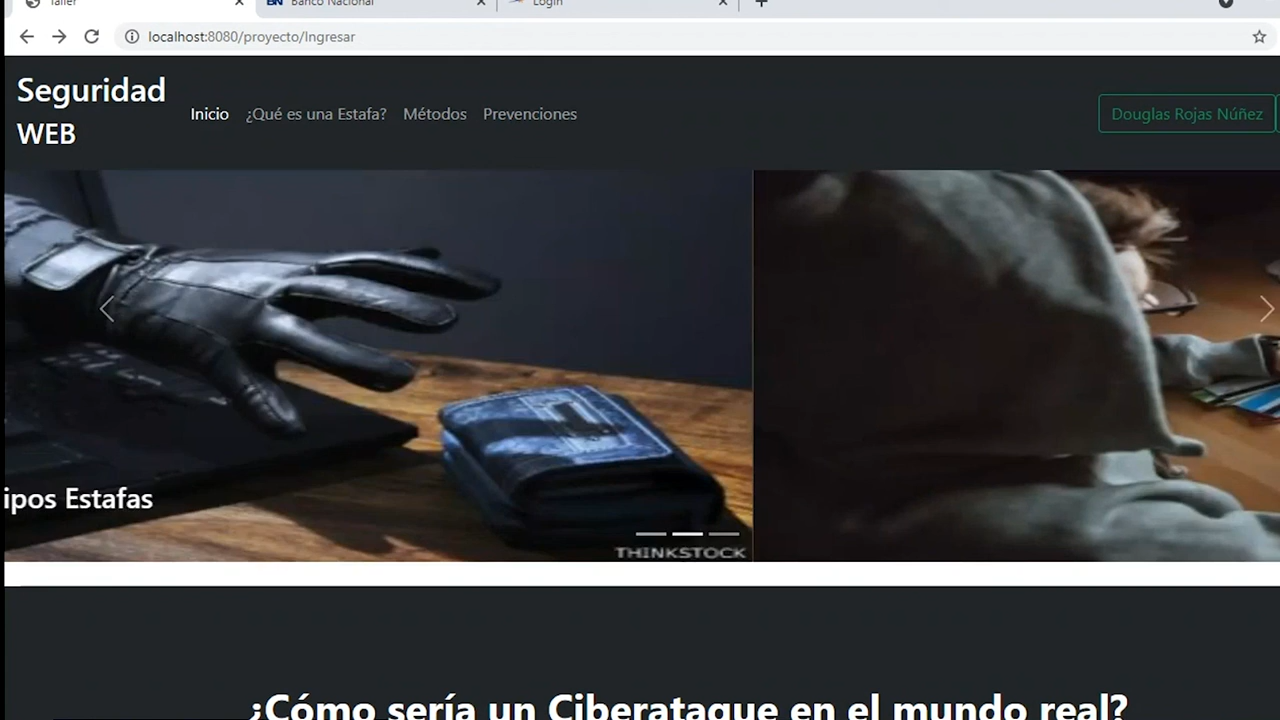 Taller
Banco Nacional
Login
localhost:8080/proyecto/Ingresar
Seguridad
WEB
Inicio
¿Qué es una Estafa?
Métodos
Prevenciones
Douglas Rojas Núñez
ipos Estafas
THINKSTOCK
¿Cómo sería un Ciberataque en el mundo real?